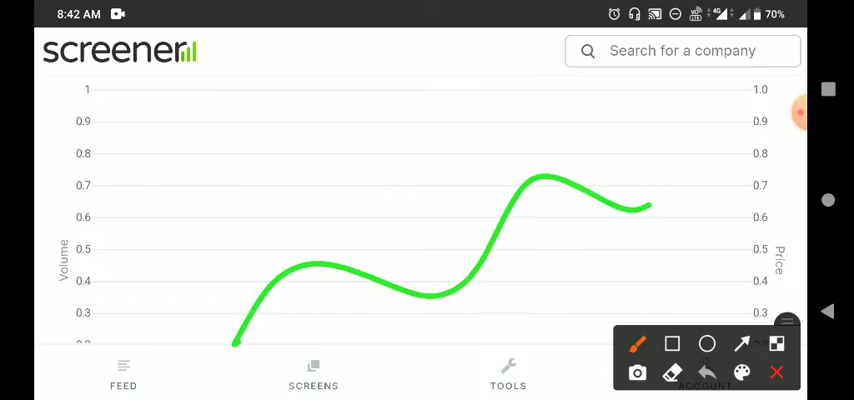 8:42 AM 4G 70%
screener Search for a company
1 1.0
0.9 0.9
0.8 0.8
0.7 0.7
0.6 0.6
0.5 0.5
Volume Price
0.4 0.4
0.3 0.3
FEED SCREENS TOOLS ACCOUNT